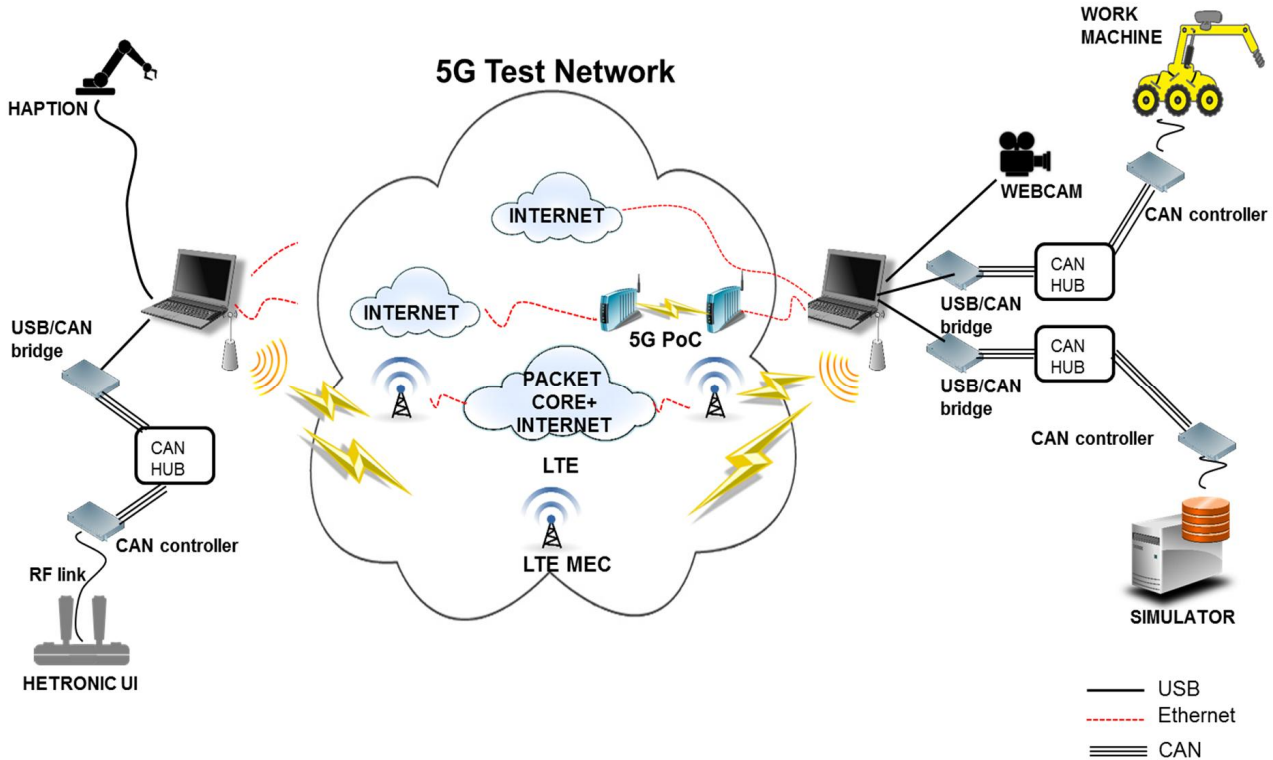 WORK
MACHINE
5G Test Network
HAPTION
WEBCAM
INTERNET
CAN controller
CAN
HUB
INTERNET
USB/CAN
bridge
USB/CAN
bridge
5G PoC
CAN
HUB
PACKET
CORE+
INTERNET
USB/CAN
bridge
CAN
HUB
CAN controller
LTE
CAN controller
LTE MEC
RF link
SIMULATOR
HETRONIC UI
USB
Ethernet
CAN